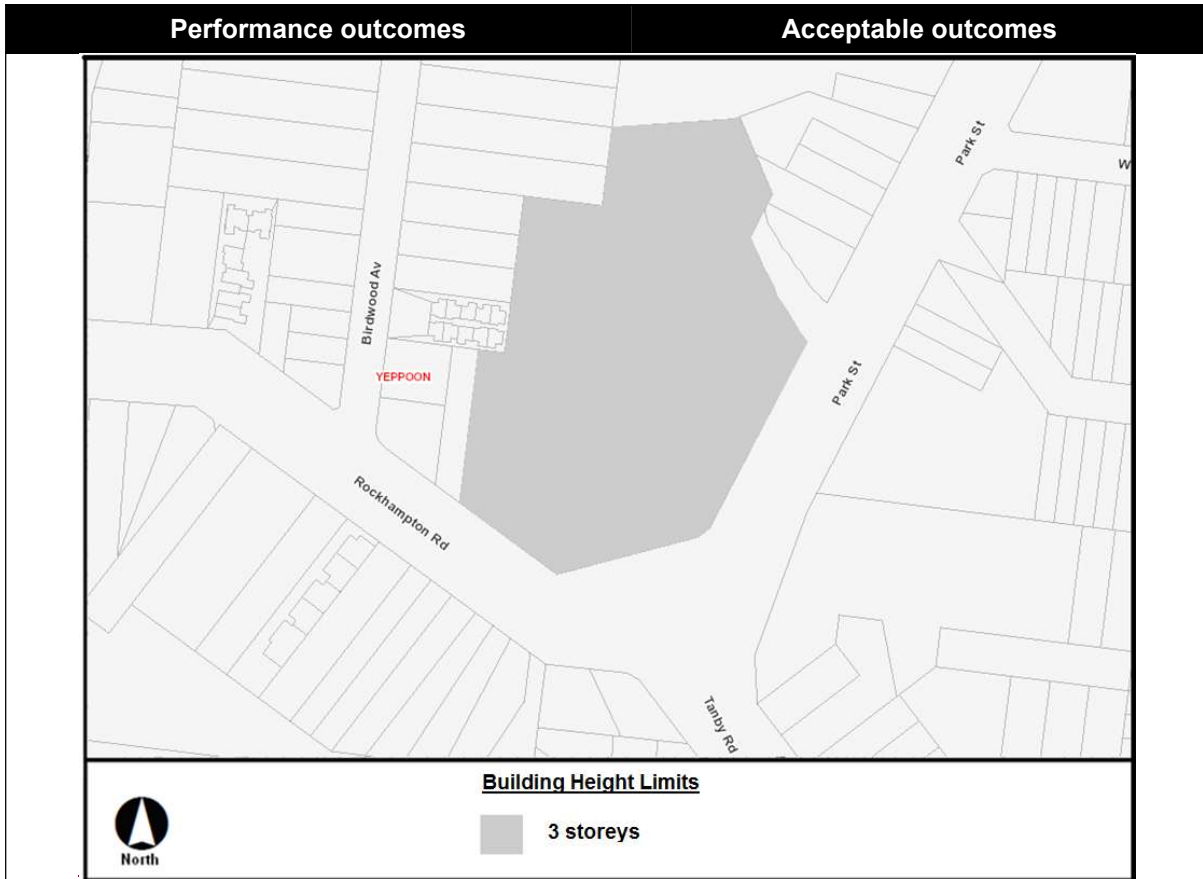 Performance outcomes Acceptable outcomes
Park St
W
Birdwood Av
Park St
YEPPOON
Rockhampton Rd
Tanby Rd
Building Height Limits
3 storeys
North